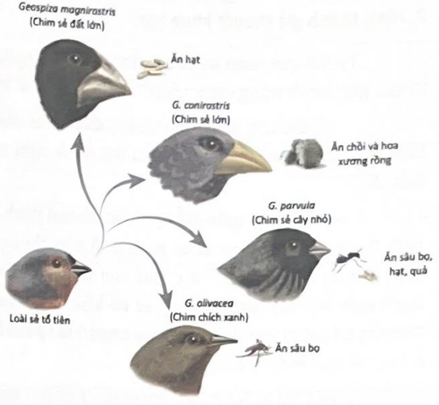 Geospiza magnirostris
(Chim sẻ đất lớn)
Ăn hạt
G. conirostris
(Chim sẻ lớn)
Ăn chồi và hoa
xương rồng
G. parvula
(Chim sẻ cây nhỏ)
Ăn sâu bọ,
hạt, quả
Loài sẻ tổ tiên
G. olivacea
(Chim chích xanh)
Ăn sâu bọ